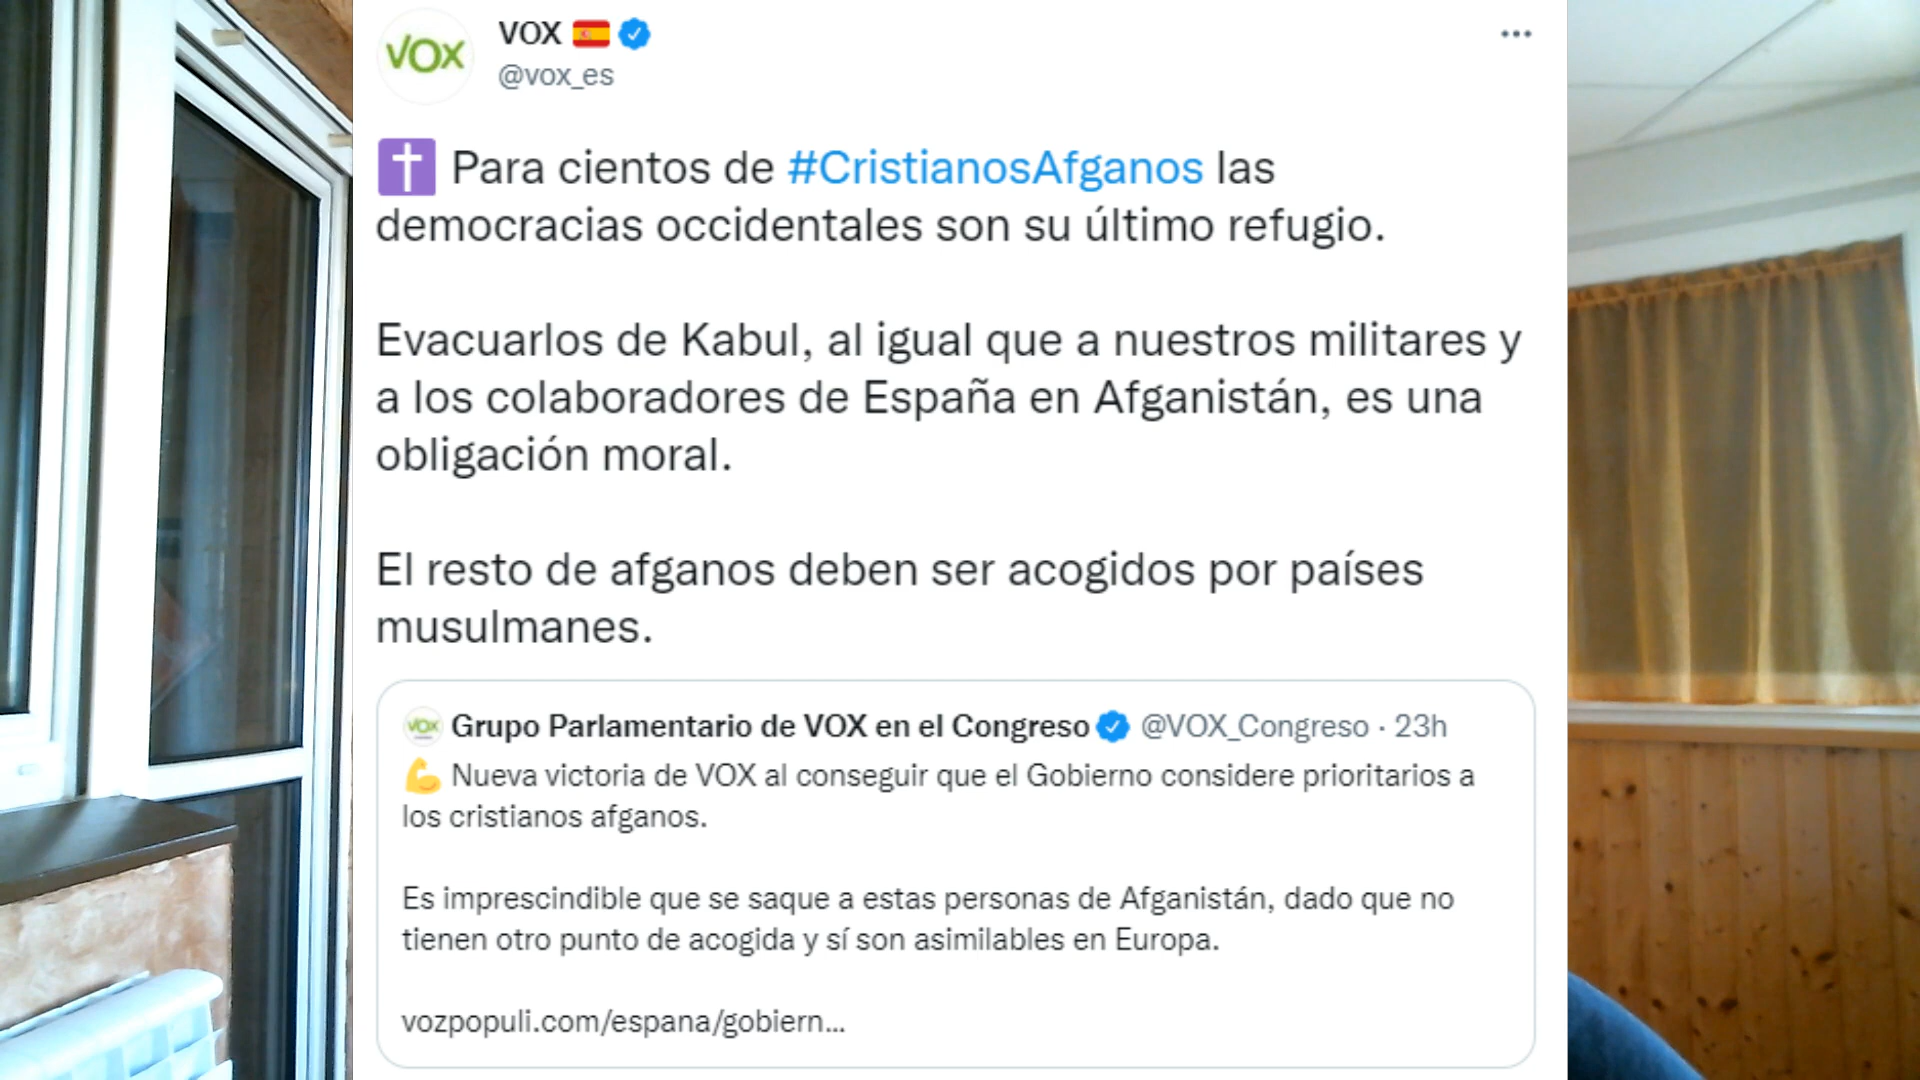 VOX
VOX 🇪🇸
@vox_es
✝️ Para cientos de #CristianosAfganos las
democracias occidentales son su último refugio.
Evacuarlos de Kabul, al igual que a nuestros militares y
a los colaboradores de España en Afganistán, es una
obligación moral.
El resto de afganos deben ser acogidos por países
musulmanes.
VOX
Grupo Parlamentario de VOX en el Congreso @VOX_Congreso · 23h
💪 Nueva victoria de VOX al conseguir que el Gobierno considere prioritarios a
los cristianos afganos.
Es imprescindible que se saque a estas personas de Afganistán, dado que no
tienen otro punto de acogida y sí son asimilables en Europa.
vozpopuli.com/espana/gobiern...